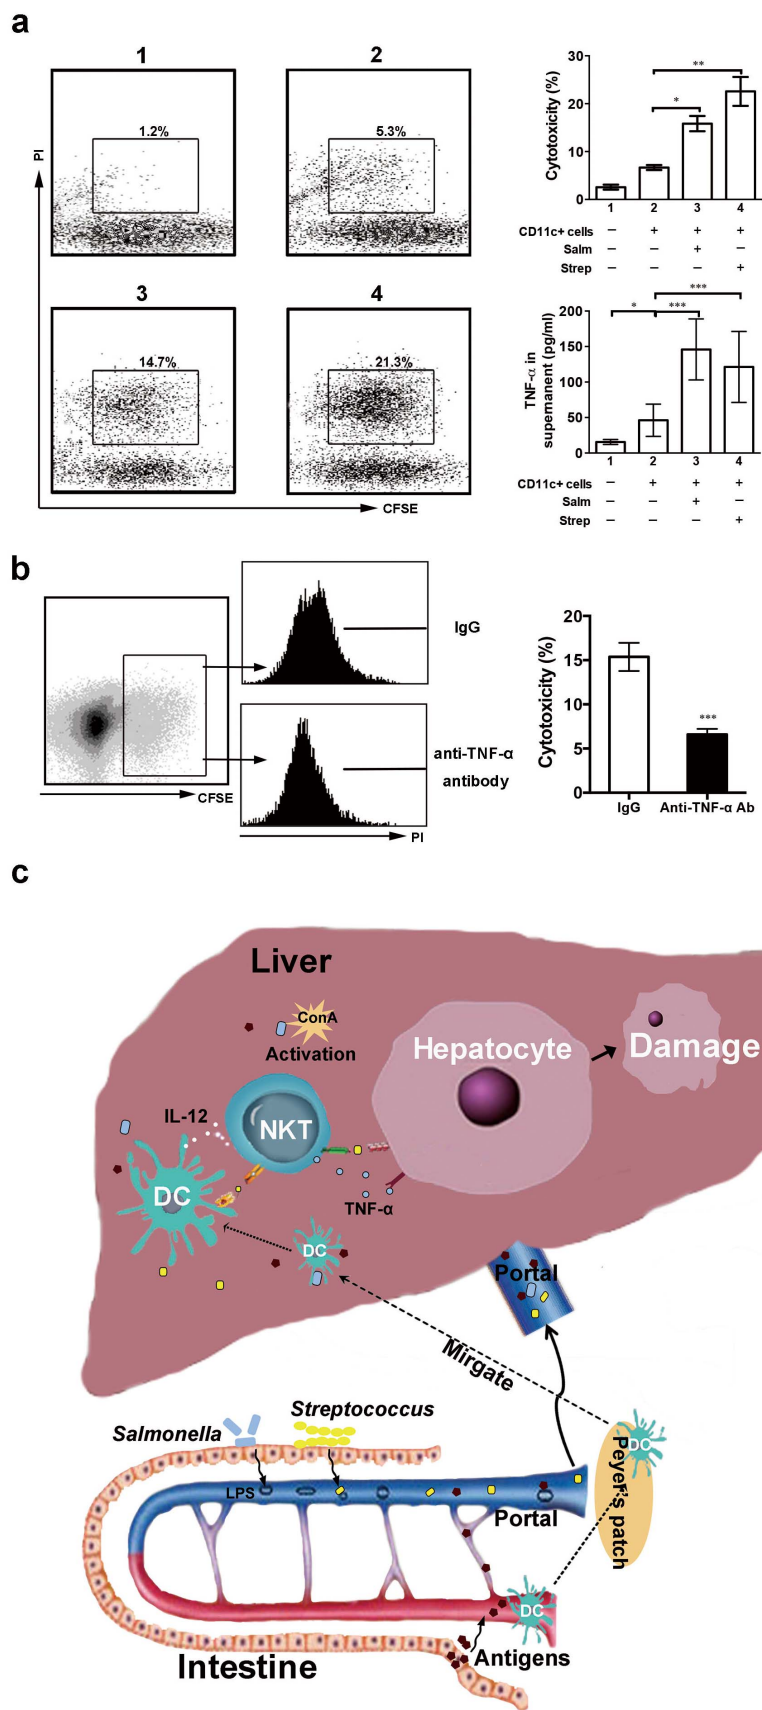 a
1
2
1.2%
5.3%
PI
3
4
14.7%
21.3%
CFSE
30
20
10
0
Cytotoxicity (%)
*
**
1 2 3 4
CD11c+ cells − + + +
Salm − − + −
Strep − − − +
200
150
100
50
0
TNF-α in
supernanent (pg/ml)
* *** ***
1 2 3 4
CD11c+ cells − + + +
Salm − − + −
Strep − − − +
b
IgG
anti-TNF-α
antibody
CFSE
PI
20
15
10
5
0
Cytotoxicity (%)
***
IgG Anti-TNF-α Ab
c
Liver
ConA
Activation
Hepatocyte
Damage
IL-12
NKT
DC
TNF-α
DC
Portal
Mirgate
Salmonella
Streptococcus
DC
Peyer's patch
LPS
Portal
DC
Antigens
Intestine